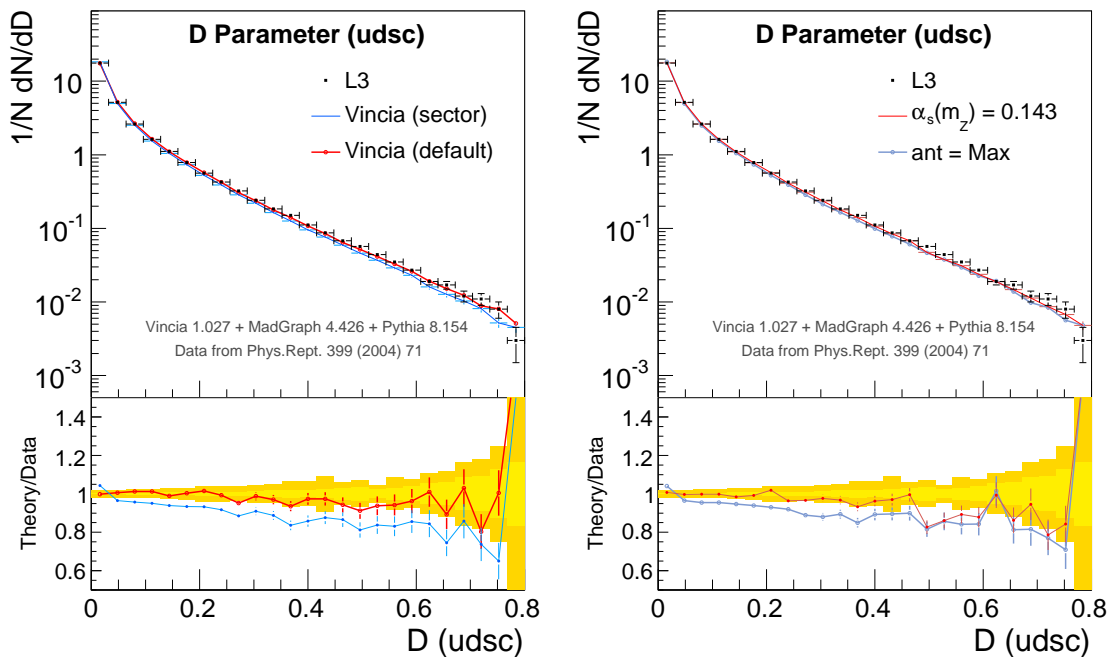 1/N dN/dD
D Parameter (udsc)
L3
Vincia (sector)
Vincia (default)
10
1
10⁻¹
10⁻²
10⁻³
Vincia 1.027 + MadGraph 4.426 + Pythia 8.154
Data from Phys.Rept. 399 (2004) 71
Theory/Data
1.4
1.2
1
0.8
0.6
0 0.2 0.4 0.6 0.8
D (udsc)
1/N dN/dD
D Parameter (udsc)
L3
αs(mZ) = 0.143
ant = Max
10
1
10⁻¹
10⁻²
10⁻³
Vincia 1.027 + MadGraph 4.426 + Pythia 8.154
Data from Phys.Rept. 399 (2004) 71
Theory/Data
1.4
1.2
1
0.8
0.6
0 0.2 0.4 0.6 0.8
D (udsc)